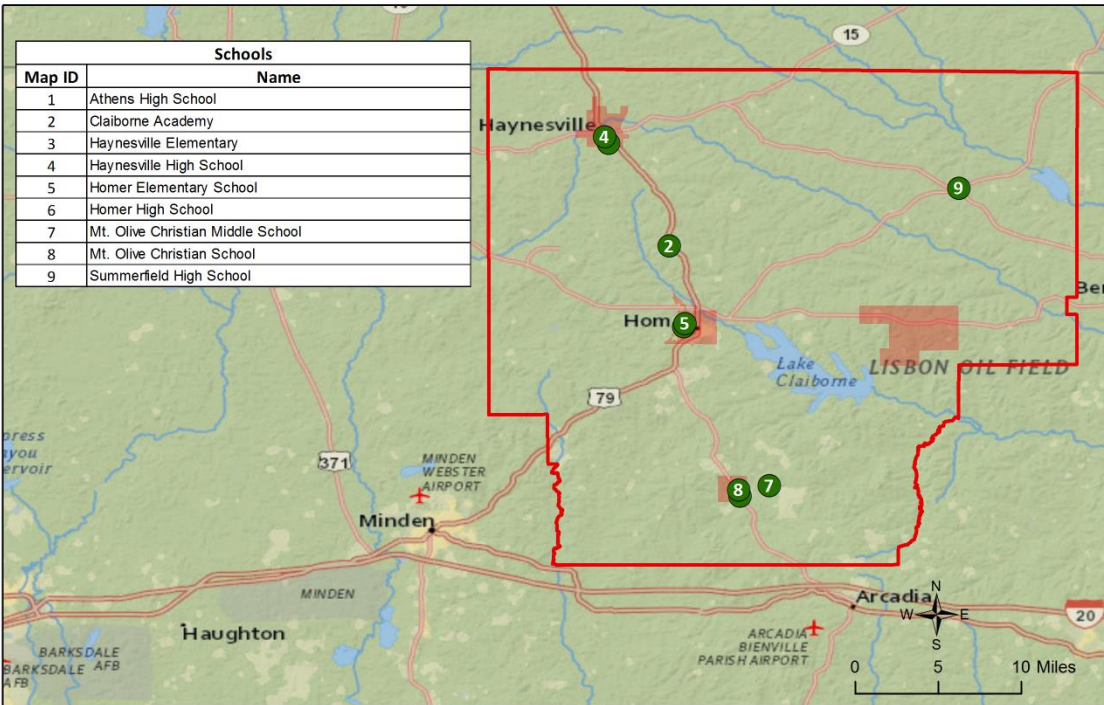 Schools
Map ID Name
1 Athens High School
2 Claiborne Academy
3 Haynesville Elementary
4 Haynesville High School
5 Homer Elementary School
6 Homer High School
7 Mt. Olive Christian Middle School
8 Mt. Olive Christian School
9 Summerfield High School
15
Haynesville
4
9
2
Ber
Hom
5
Lake
Claiborne
LISBON OIL FIELD
79
press
ayou
ervoir
371
MINDEN
WEBSTER
AIRPORT
8
7
Minden
MINDEN
Arcadia
N
W E
S
20
Haughton
BARKSDALE
AFB
BARKSDALE
AFB
ARCADIA
BIENVILLE
PARISH AIRPORT
0 5 10 Miles